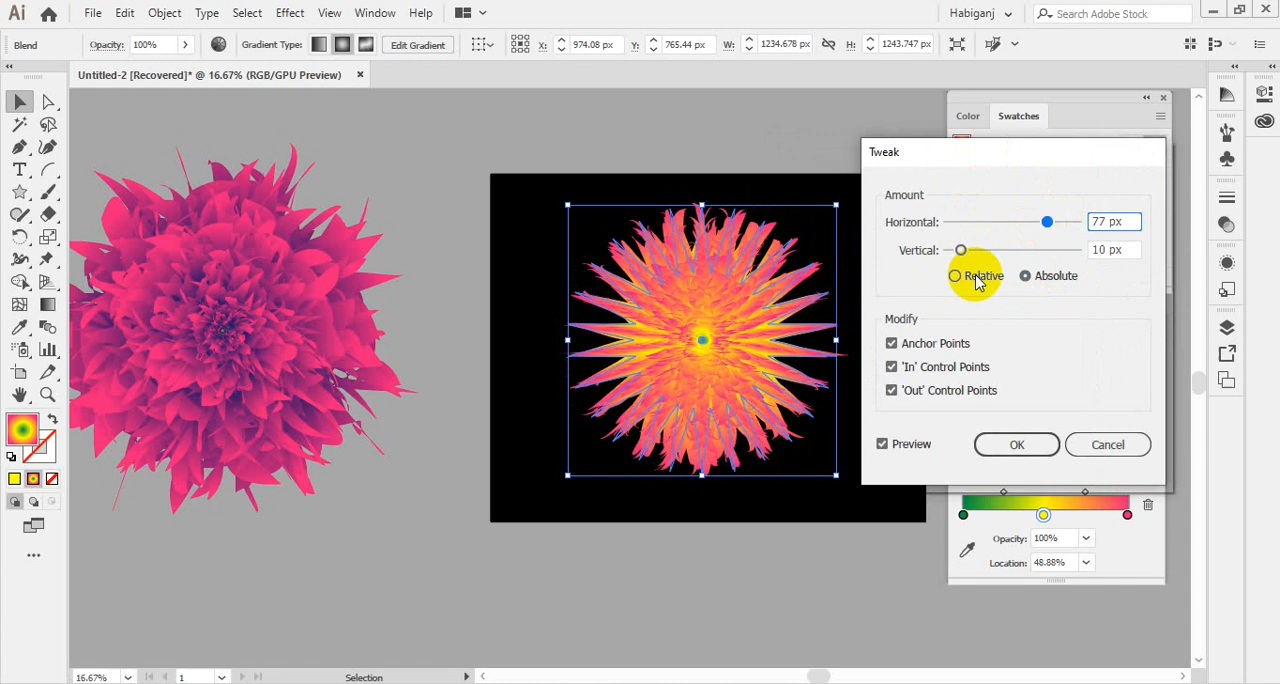 Ai File Edit Object Type Select Effect View Window Help Habiganj Search Adobe Stock
Blend Opacity: 100% Gradient Type: Edit Gradient X: 974.08 px Y: 765.44 px W: 1234.678 px H: 1243.747 px
Untitled-2 [Recovered]* @ 16.67% (RGB/GPU Preview)
Color Swatches
Tweak
Amount
Horizontal: 77 px
Vertical: 10 px
Relative Absolute
Modify
Anchor Points
'In' Control Points
'Out' Control Points
Preview OK Cancel
Opacity: 100%
Location: 48.88%
16.67% 1 Selection